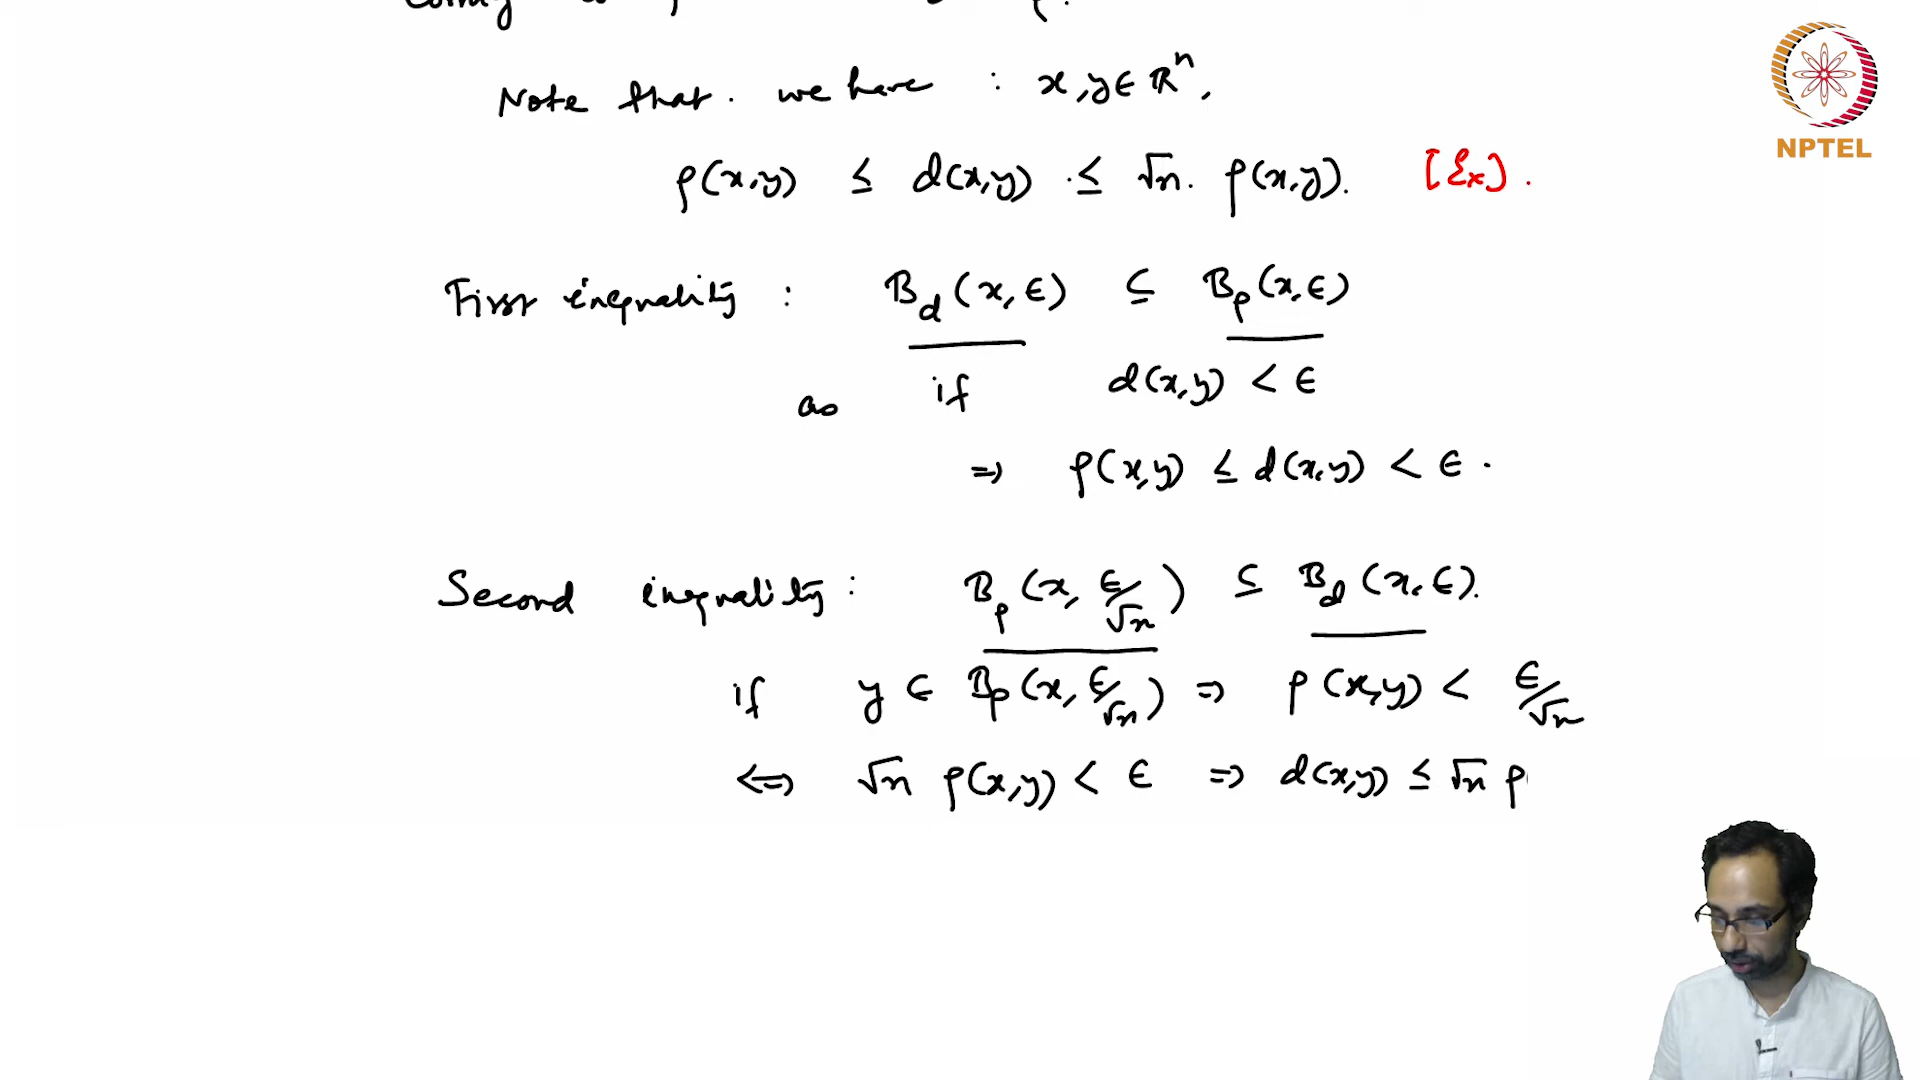 Note that. we have : x, y ∈ ℝⁿ,
NPTEL
ρ(x,y) ≤ d(x,y) ≤ √n. ρ(x,y). [Ex].
First inequality : B_d(x,ϵ) ⊆ B_ρ(x,ϵ)
as if d(x,y) < ϵ
⇒ ρ(x,y) ≤ d(x,y) < ϵ.
Second inequality : B_ρ(x, ϵ/√n) ⊆ B_d(x,ϵ).
if y ∈ B_ρ(x, ϵ/√n) ⇒ ρ(x,y) < ϵ/√n
⇔ √n ρ(x,y) < ϵ ⇒ d(x,y) ≤ √n ρ